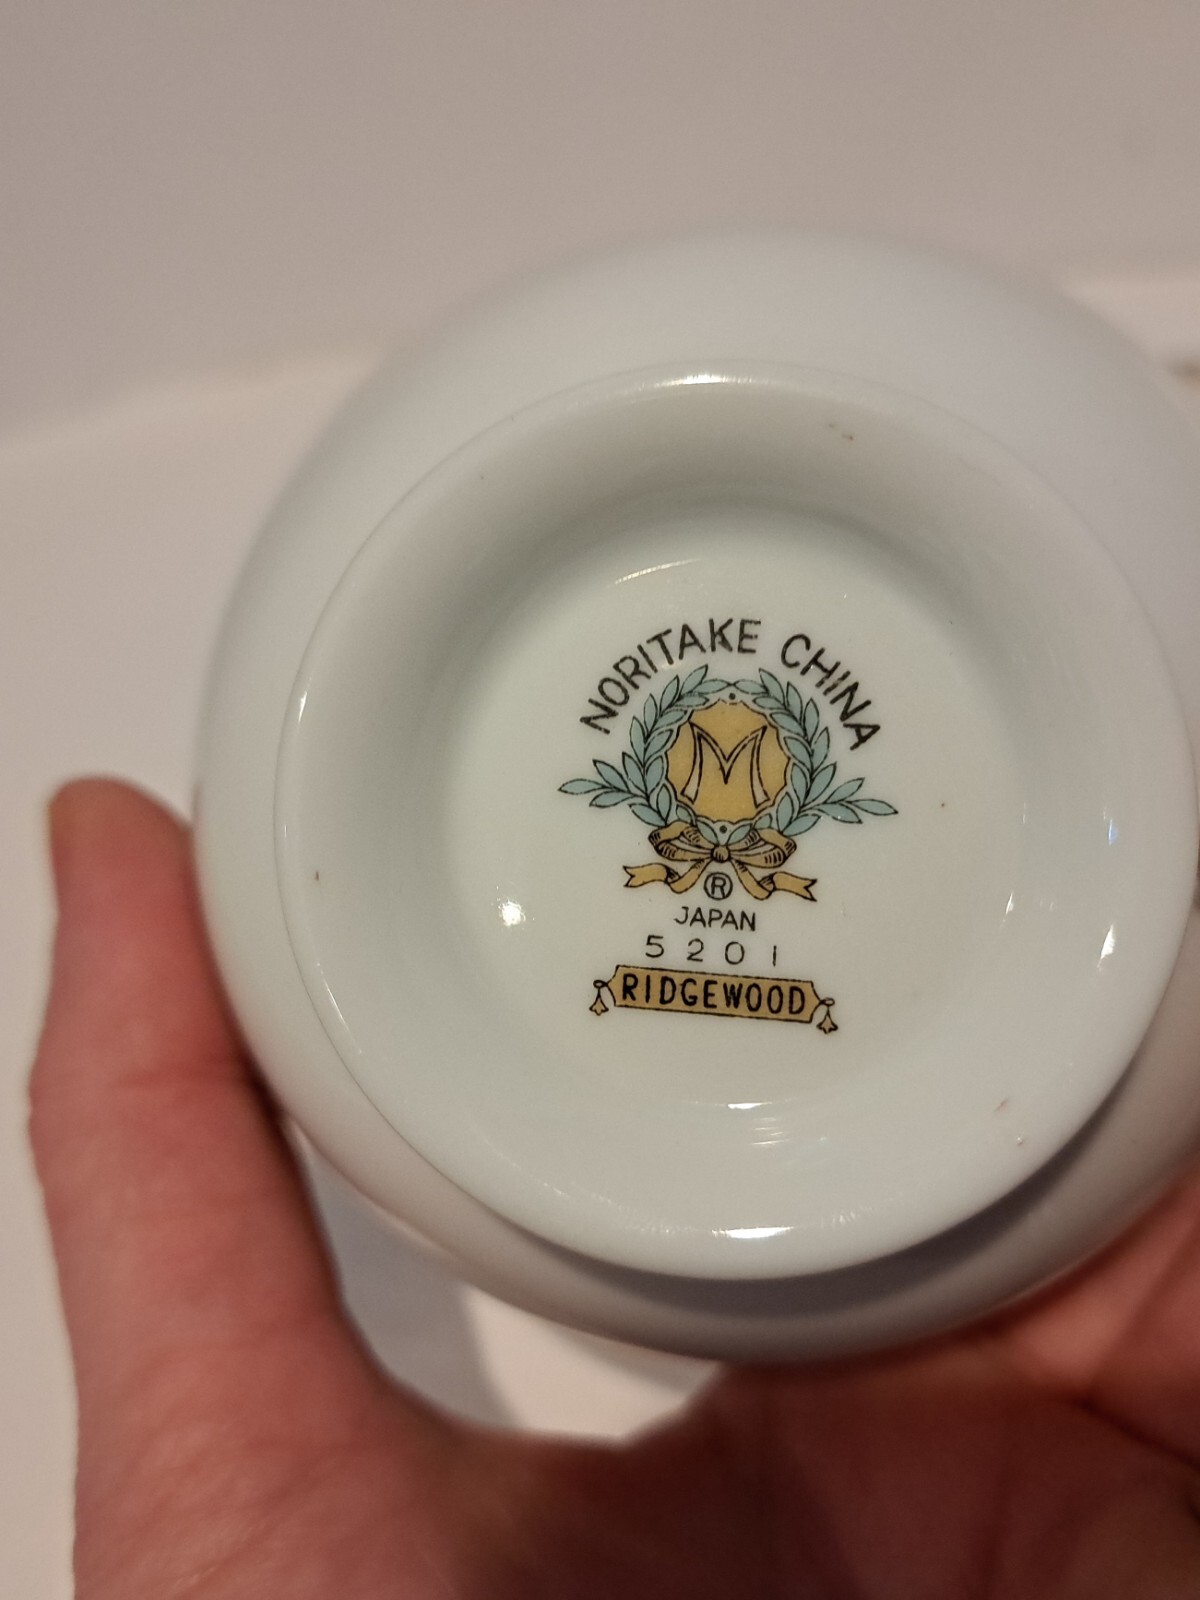 NORITAKE CHINA
M
®
JAPAN
5201
RIDGEWOOD